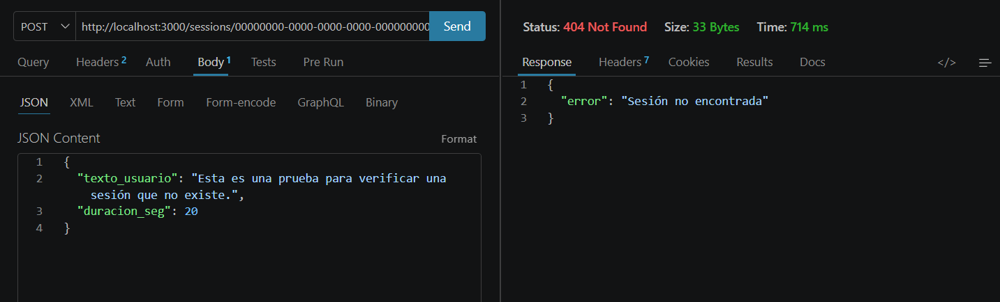 POST http://localhost:3000/sessions/00000000-0000-0000-0000-000000000 Send
Query Headers 2 Auth Body 1 Tests Pre Run
JSON XML Text Form Form-encode GraphQL Binary
JSON Content Format
1 {
2 "texto_usuario": "Esta es una prueba para verificar una
sesión que no existe.",
3 "duracion_seg": 20
4 }
Status: 404 Not Found Size: 33 Bytes Time: 714 ms
Response Headers 7 Cookies Results Docs </>
1 {
2 "error": "Sesión no encontrada"
3 }